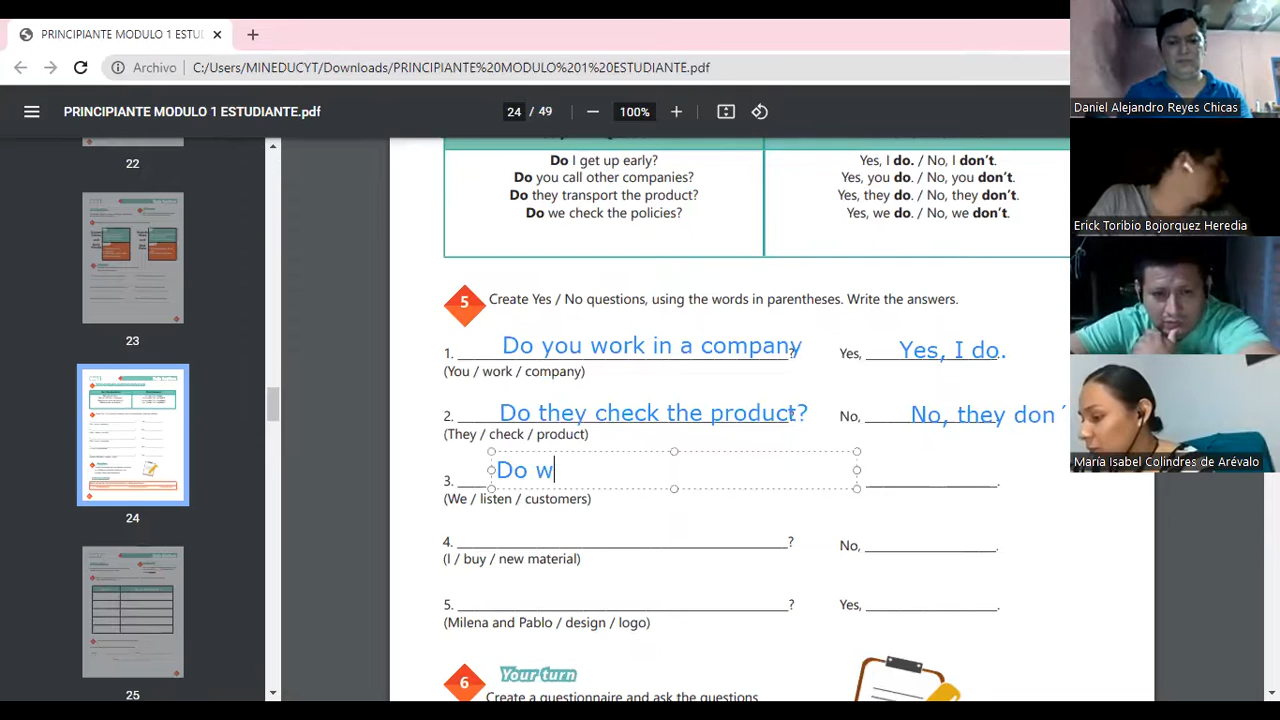 PRINCIPIANTE MODULO 1 ESTU
Archivo C:/Users/MINEDUCYT/Downloads/PRINCIPIANTE%20MODULO%201%20ESTUDIANTE.pdf
PRINCIPIANTE MODULO 1 ESTUDIANTE.pdf 24 / 49 100%
22
23
24
25
Do I get up early? Yes, I do. / No, I don't.
Do you call other companies? Yes, you do. / No, you don't.
Do they transport the product? Yes, they do. / No, they don't.
Do we check the policies? Yes, we do. / No, we don't.
5 Create Yes / No questions, using the words in parentheses. Write the answers.
1. Do you work in a company ? Yes, Yes, I do. .
(You / work / company)
2. Do they check the product? ? No, No, they don´
(They / check / product)
3. Do w .
(We / listen / customers)
4. ? No, .
(I / buy / new material)
5. ? Yes, .
(Milena and Pablo / design / logo)
6 Your turn
Create a questionnaire and ask the questions
Daniel Alejandro Reyes Chicas
Erick Toribio Bojorquez Heredia
María Isabel Colindres de Arévalo